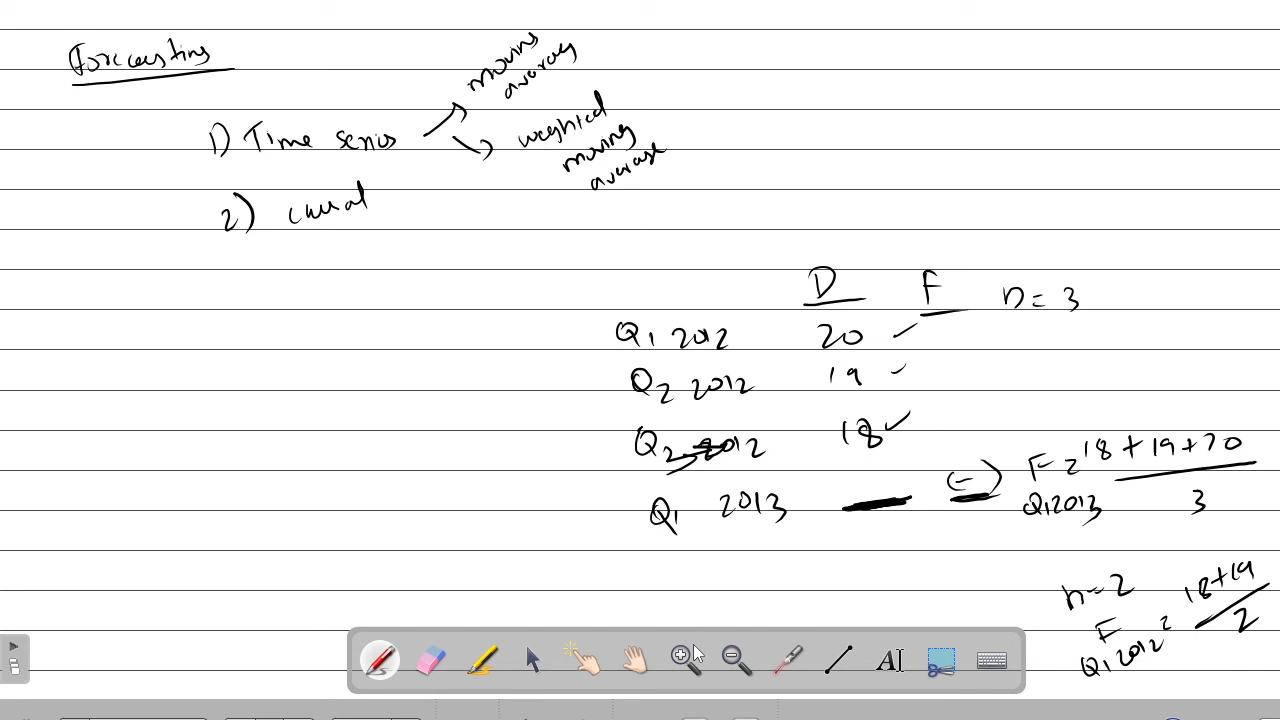 Forecasting
1) Time series
moving
average
weighted
moving
average
2) causal
D F n = 3
Q1 2012 20
Q2 2012 19
Q3 2012 18
Q1 2013
F Q1 2013 = 18 + 19 + 20 / 3
n = 2
F Q1 2012 = 18 + 19 / 2
AI